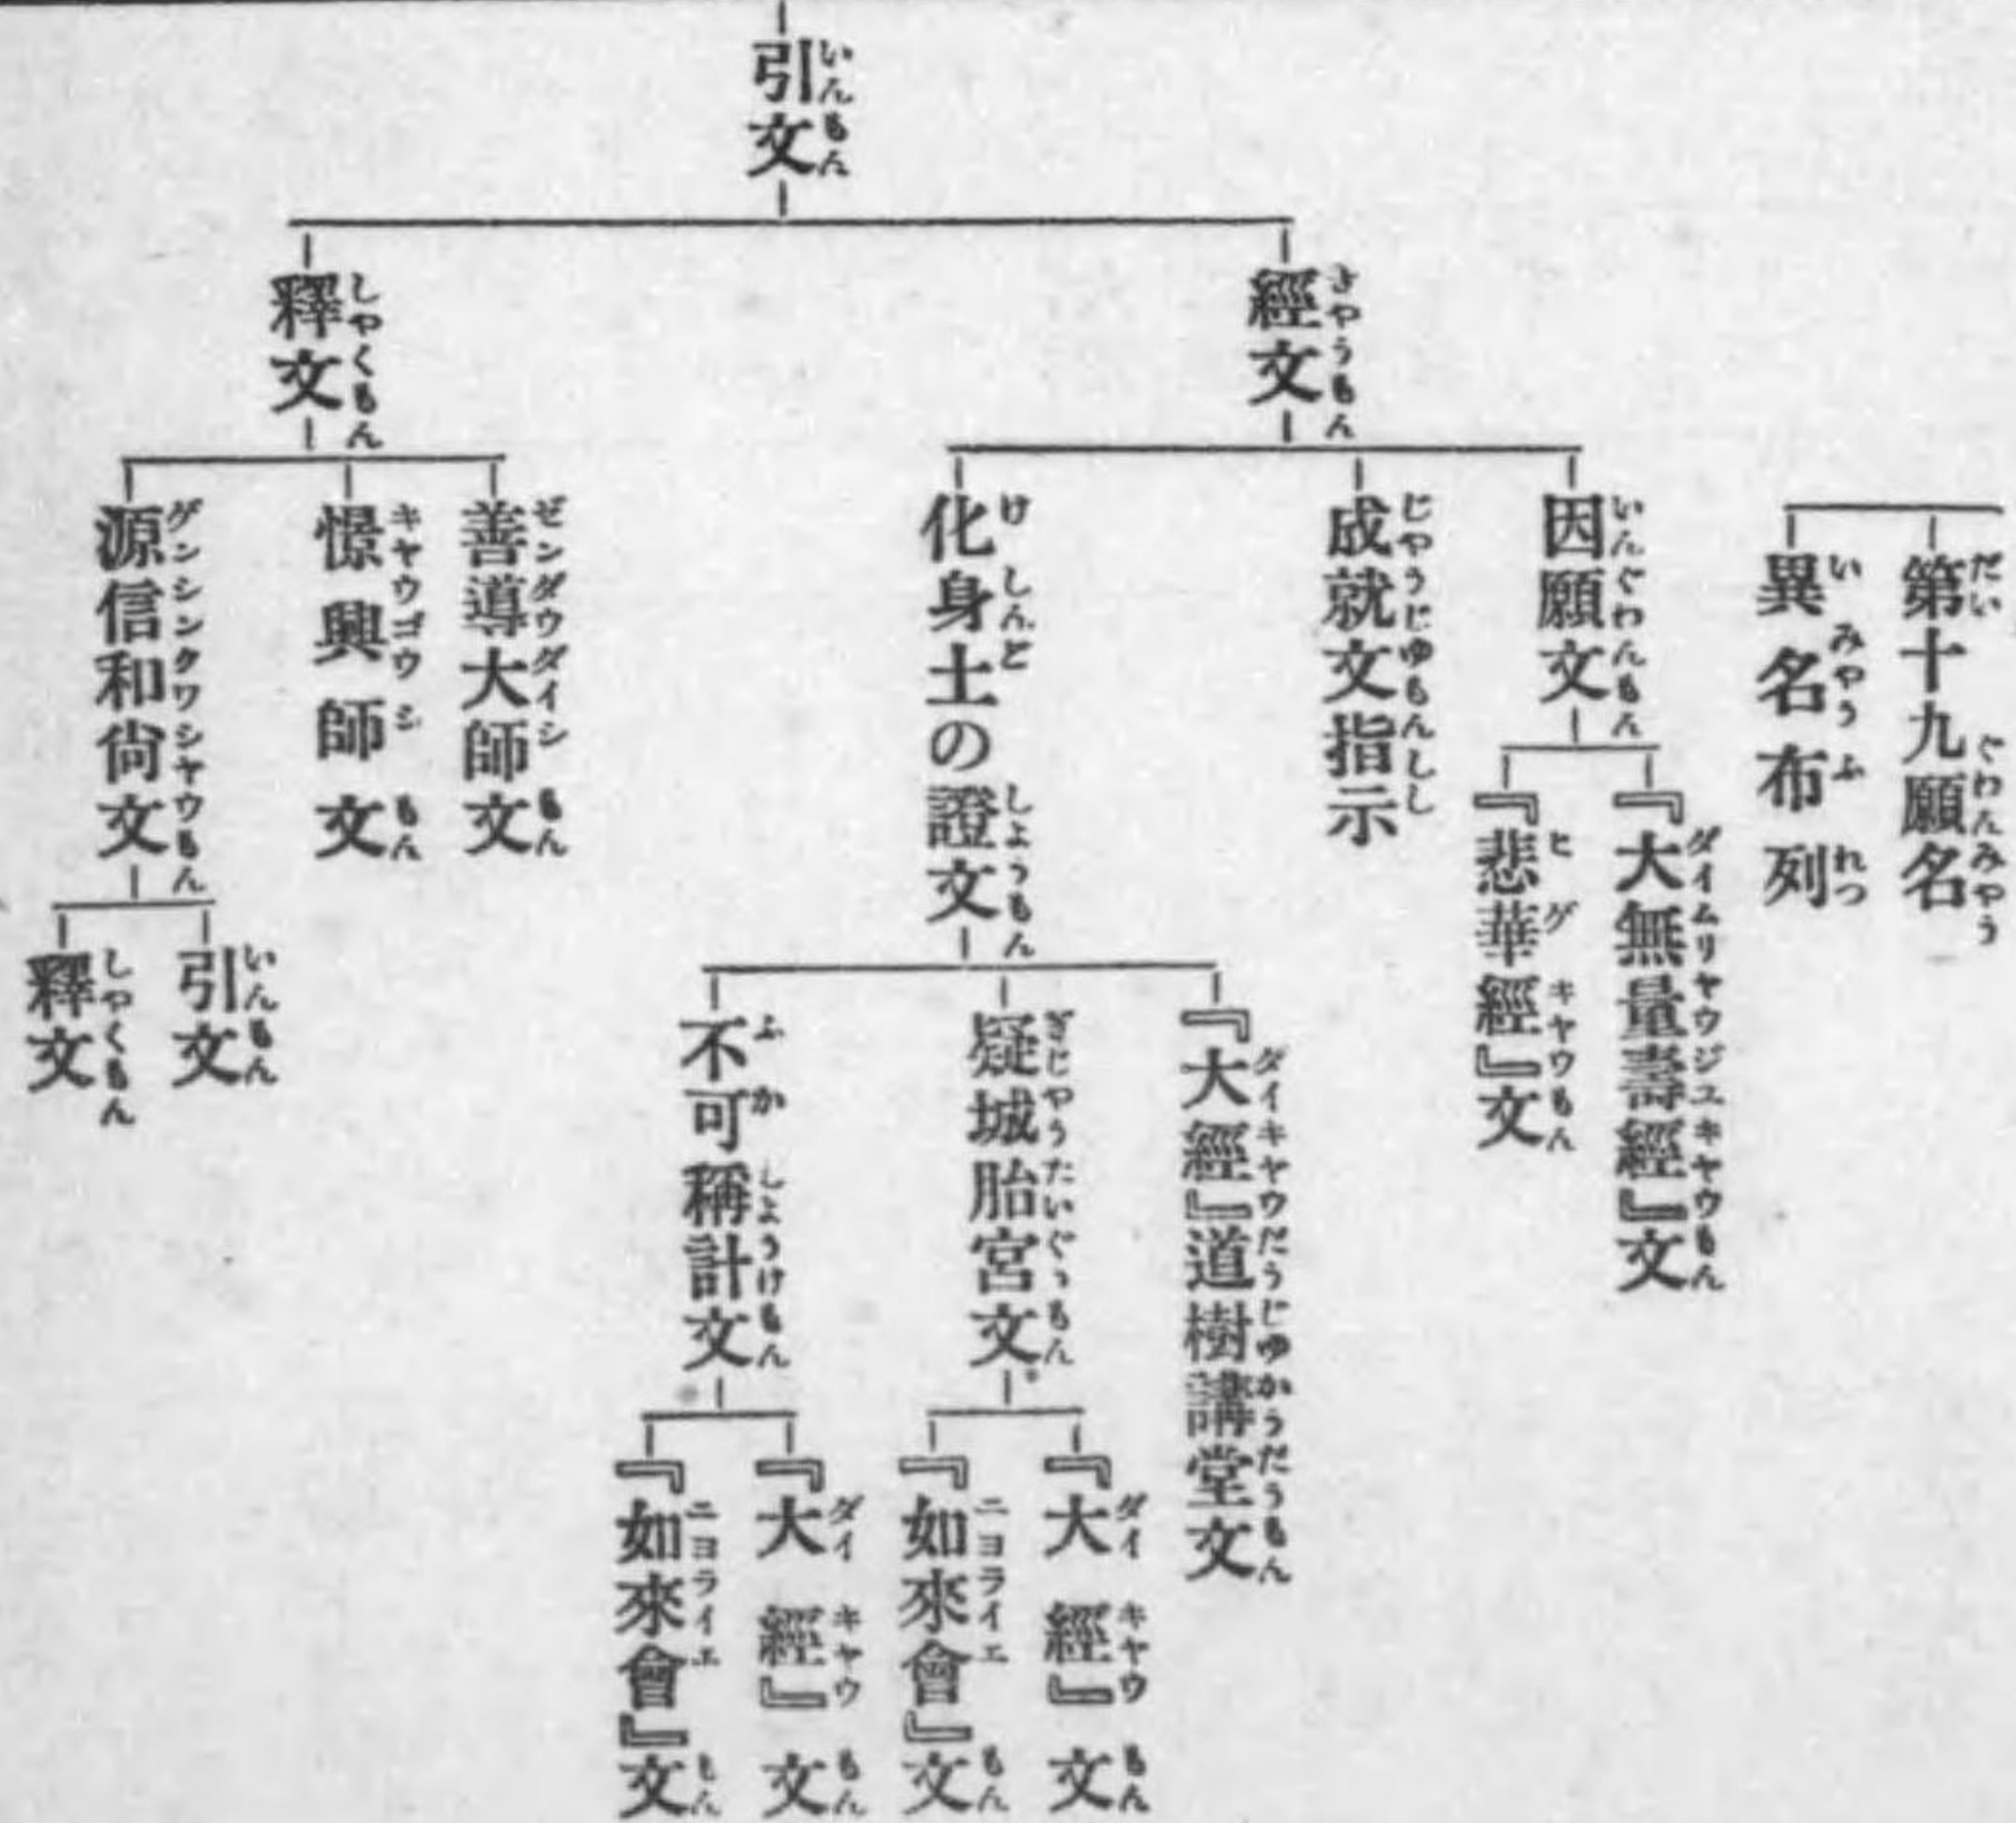 第十九願名
異名布列
引文
經文
因願文
『大無量壽經』文
『悲華經』文
成就文指示
化身土の證文
『大經』道樹講堂文
疑城胎宮文
『大經』文
『如來會』文
不可稱計文
『大經』文
『如來會』文
釋文
善導大師文
憬興師文
源信和尙文
引文
釋文